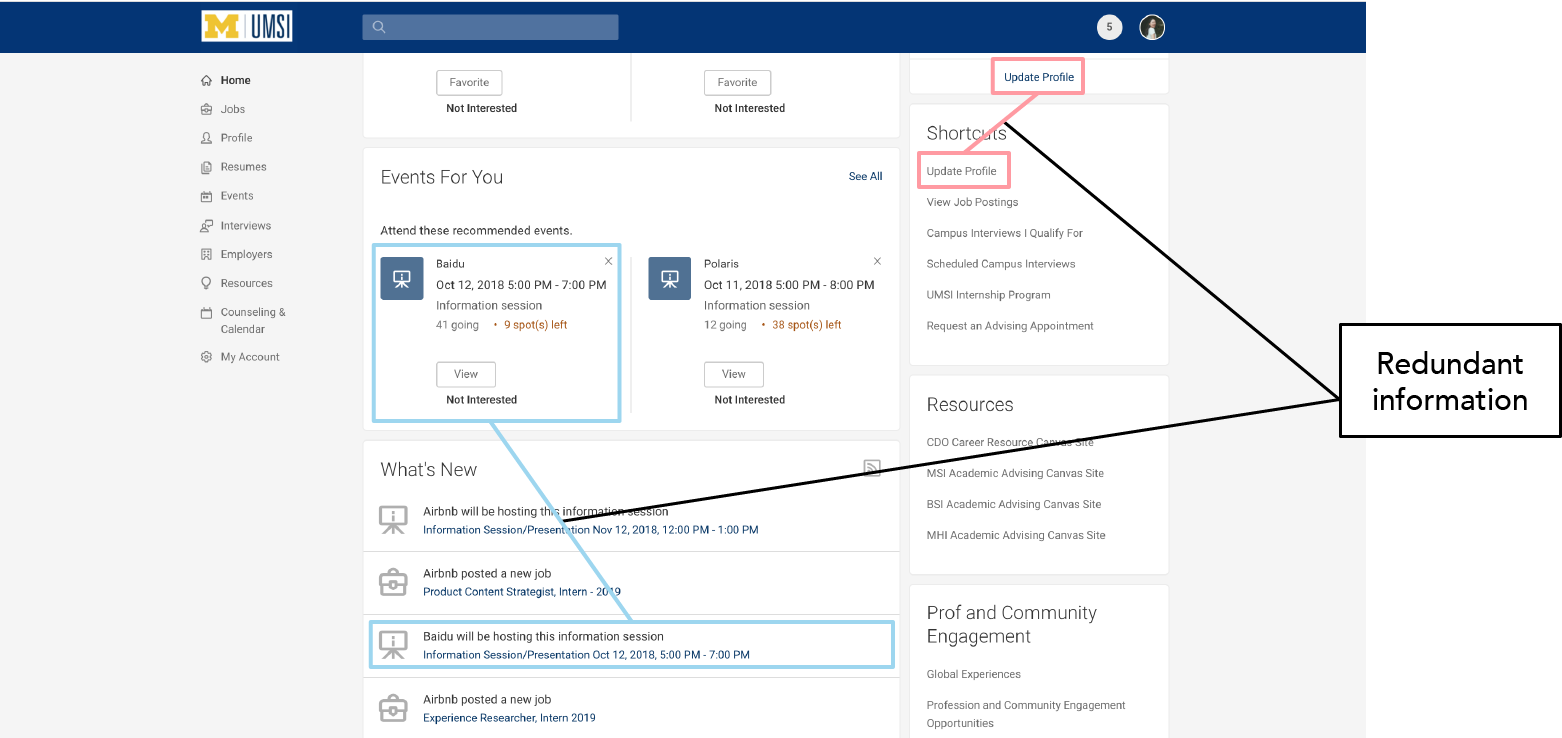 M UMSI
5
Home
Jobs
Profile
Resumes
Events
Interviews
Employers
Resources
Counseling &
Calendar
My Account
Favorite
Not Interested
Favorite
Not Interested
Events For You
See All
Attend these recommended events.
Baidu
Oct 12, 2018 5:00 PM - 7:00 PM
Information session
41 going • 9 spot(s) left
View
Not Interested
Polaris
Oct 11, 2018 5:00 PM - 8:00 PM
Information session
12 going • 38 spot(s) left
View
Not Interested
What's New
Airbnb will be hosting this information session
Information Session/Presentation Nov 12, 2018, 12:00 PM - 1:00 PM
Airbnb posted a new job
Product Content Strategist, Intern - 2019
Baidu will be hosting this information session
Information Session/Presentation Oct 12, 2018, 5:00 PM - 7:00 PM
Airbnb posted a new job
Experience Researcher, Intern 2019
Update Profile
Shortcuts
Update Profile
View Job Postings
Campus Interviews I Qualify For
Scheduled Campus Interviews
UMSI Internship Program
Request an Advising Appointment
Resources
CDO Career Resource Canvas Site
MSI Academic Advising Canvas Site
BSI Academic Advising Canvas Site
MHI Academic Advising Canvas Site
Prof and Community
Engagement
Global Experiences
Profession and Community Engagement
Opportunities
Redundant
information